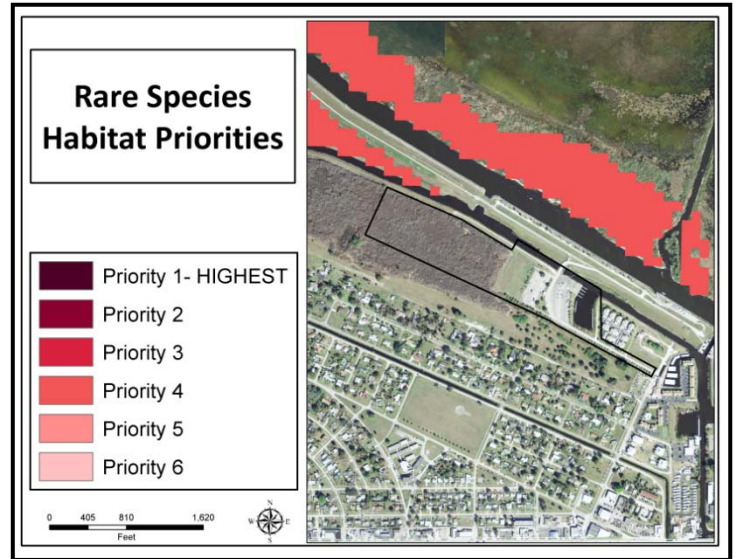 Rare Species
Habitat Priorities
Priority 1- HIGHEST
Priority 2
Priority 3
Priority 4
Priority 5
Priority 6
0 405 810 1,620
Feet
N
W E
S